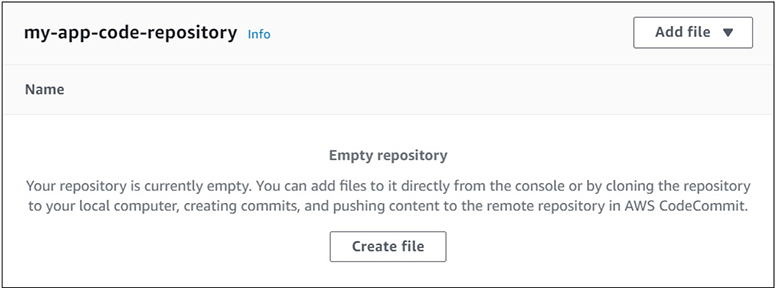 my-app-code-repository Info
Add file
Name
Empty repository
Your repository is currently empty. You can add files to it directly from the console or by cloning the repository
to your local computer, creating commits, and pushing content to the remote repository in AWS CodeCommit.
Create file